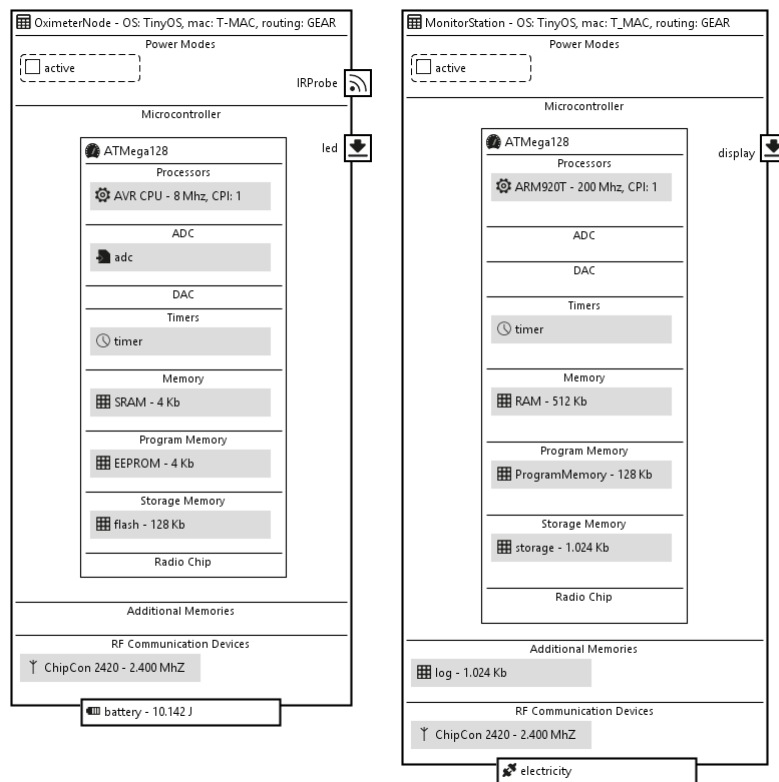 OximeterNode - OS: TinyOS, mac: T-MAC, routing: GEAR
Power Modes
active
IRProbe
Microcontroller
led
ATMega128
Processors
AVR CPU - 8 Mhz, CPI: 1
ADC
adc
DAC
Timers
timer
Memory
SRAM - 4 Kb
Program Memory
EEPROM - 4 Kb
Storage Memory
flash - 128 Kb
Radio Chip
Additional Memories
RF Communication Devices
ChipCon 2420 - 2.400 MhZ
battery - 10.142 J
MonitorStation - OS: TinyOS, mac: T_MAC, routing: GEAR
Power Modes
active
Microcontroller
display
ATMega128
Processors
ARM920T - 200 Mhz, CPI: 1
ADC
DAC
Timers
timer
Memory
RAM - 512 Kb
Program Memory
ProgramMemory - 128 Kb
Storage Memory
storage - 1.024 Kb
Radio Chip
Additional Memories
log - 1.024 Kb
RF Communication Devices
ChipCon 2420 - 2.400 MhZ
electricity